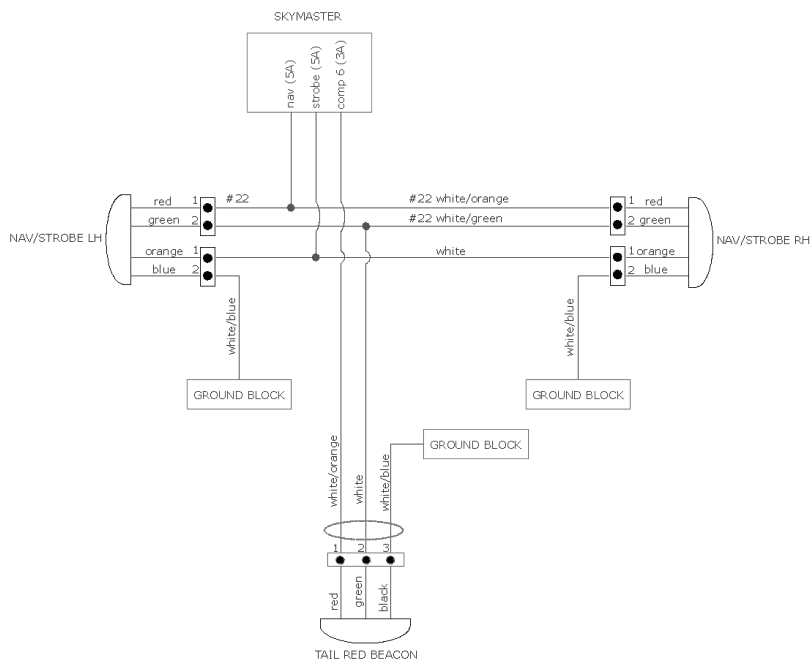 SKYMASTER
nav (5A)
strobe (5A)
comp 6 (3A)
red 1 #22 #22 white/orange 1 red
green 2 #22 white/green 2 green
NAV/STROBE LH
NAV/STROBE RH
orange 1 white 1 orange
blue 2 2 blue
white/blue
white/blue
GROUND BLOCK
GROUND BLOCK
GROUND BLOCK
white/orange
white
white/blue
1 2 3
red
green
black
TAIL RED BEACON